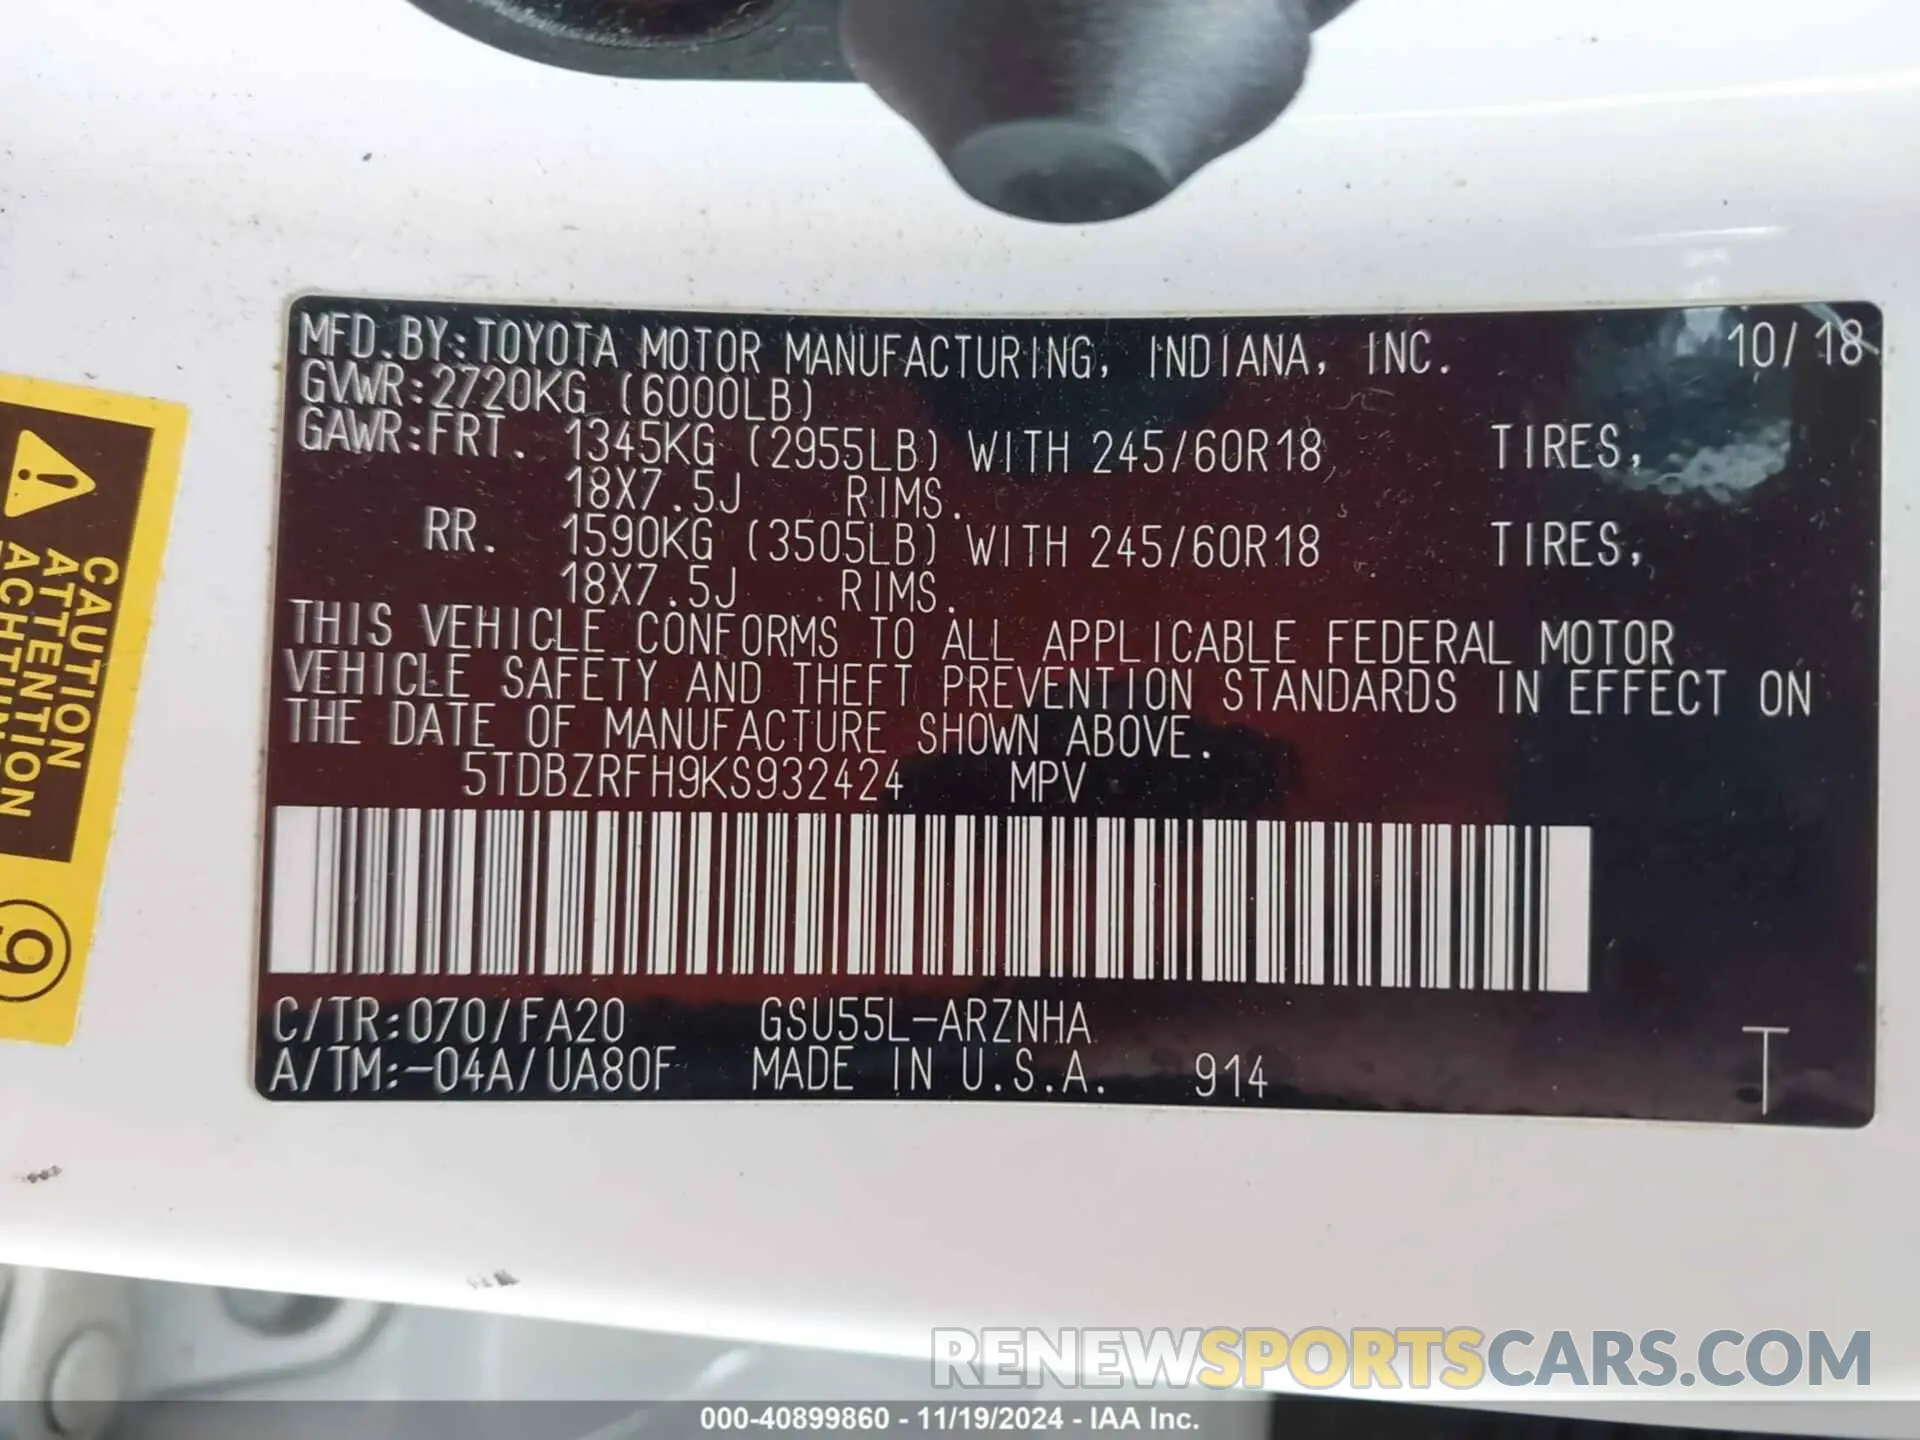 MFD.BY:TOYOTA MOTOR MANUFACTURING, INDIANA, INC. 10/18
GVWR:2720KG (6000LB)
GAWR:FRT. 1345KG (2955LB) WITH 245/60R18 TIRES,
18X7.5J RIMS.
RR. 1590KG (3505LB) WITH 245/60R18 TIRES,
18X7.5J RIMS.
THIS VEHICLE CONFORMS TO ALL APPLICABLE FEDERAL MOTOR
VEHICLE SAFETY AND THEFT PREVENTION STANDARDS IN EFFECT ON
THE DATE OF MANUFACTURE SHOWN ABOVE.
5TDBZRFH9KS932424 MPV
C/TR:070/FA20 GSU55L-ARZNHA
A/TM:-04A/UA80F MADE IN U.S.A. 914 T
CAUTION
ATTENTION
ACHTUNG
9
RENEWSPORTSCARS.COM
000-40899860 - 11/19/2024 - IAA Inc.